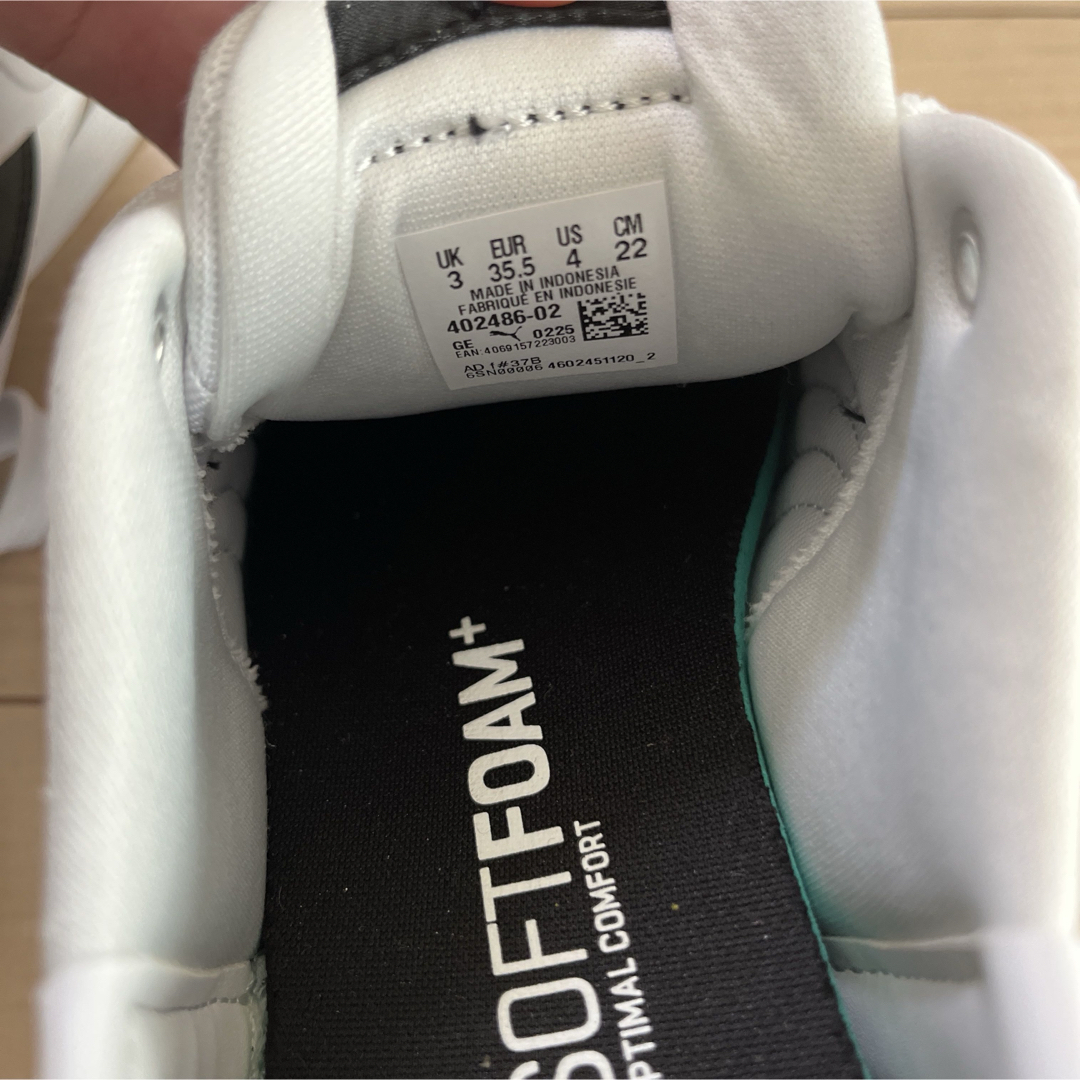 UK EUR US CM
3 35.5 4 22
MADE IN INDONESIA
FABRIQUÉ EN INDONESIE
402486-02
GE 0225
EAN:4069157223003
AD 1#37B
6SN00006 4602451120_2
SOFTFOAM+
OPTIMAL COMFORT